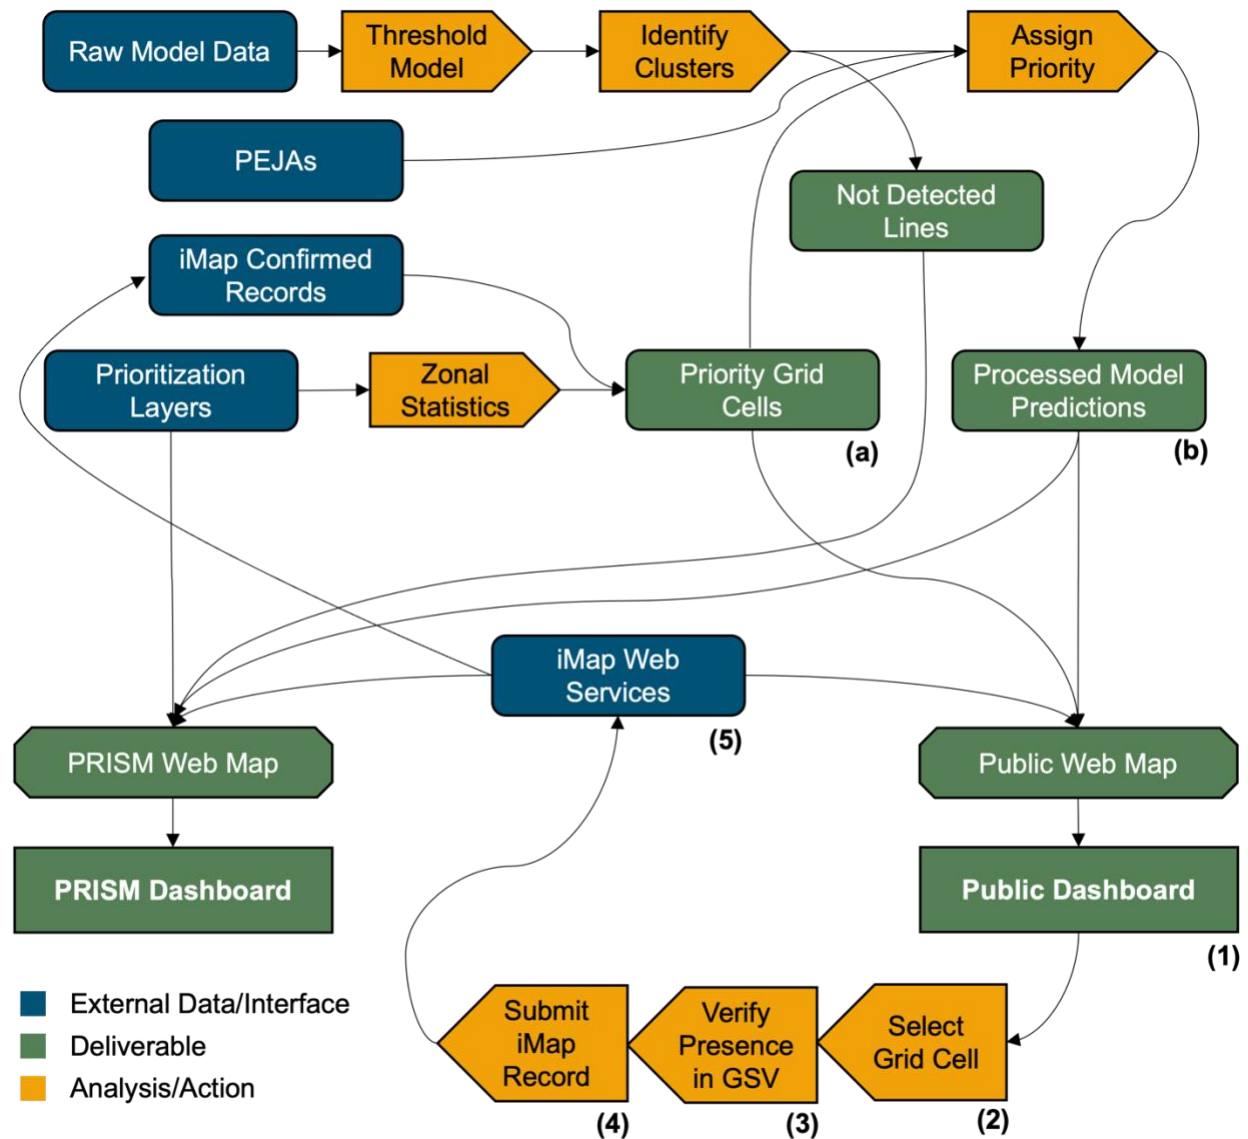 Raw Model Data
Threshold
Model
Identify
Clusters
Assign
Priority
PEJAs
Not Detected
Lines
iMap Confirmed
Records
Prioritization
Layers
Zonal
Statistics
Priority Grid
Cells
(a)
Processed Model
Predictions
(b)
iMap Web
Services
(5)
PRISM Web Map
Public Web Map
PRISM Dashboard
Public Dashboard
(1)
External Data/Interface
Deliverable
Analysis/Action
Submit
iMap
Record
(4)
Verify
Presence
in GSV
(3)
Select
Grid Cell
(2)